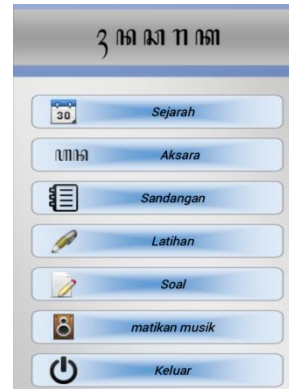 30 Sejarah
Aksara
Sandangan
Latihan
Soal
matikan musik
Keluar